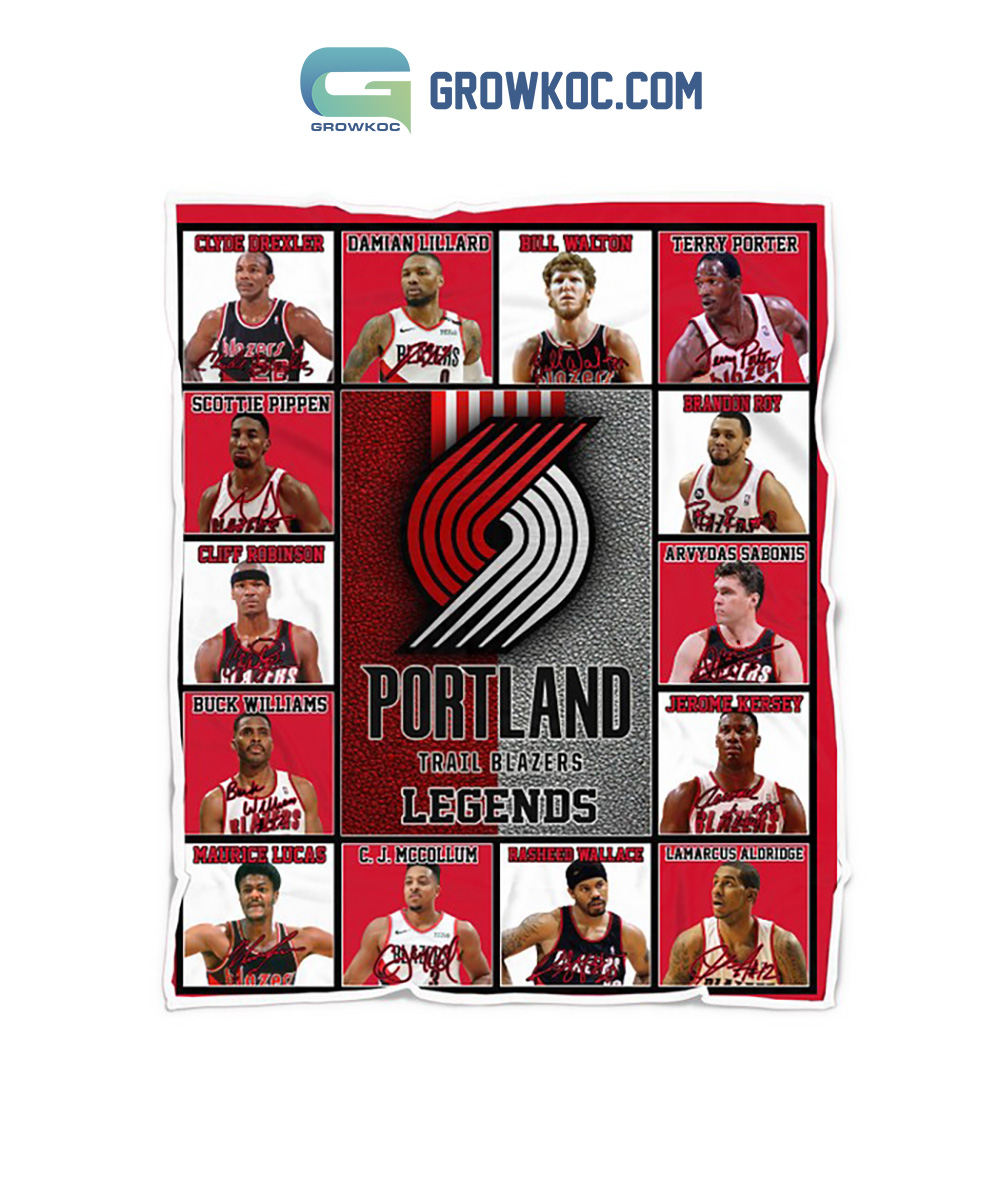 GROWKOC
GROWKOC.COM
CLYDE DREXLER
DAMIAN LILLARD
BILL WALTON
TERRY PORTER
SCOTTIE PIPPEN
BRANDON ROY
CLIFF ROBINSON
ARVYDAS SABONIS
BUCK WILLIAMS
JEROME KERSEY
PORTLAND
TRAIL BLAZERS
LEGENDS
MAURICE LUCAS
C. J. MCCOLLUM
RASHEED WALLACE
LAMARCUS ALDRIDGE